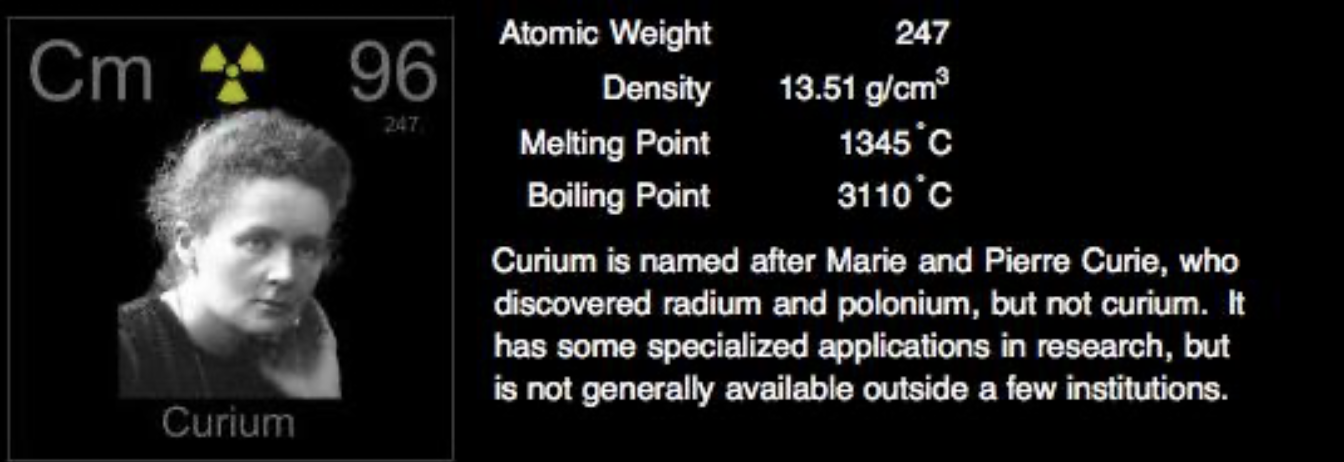 Cm 96
247.
Curium
Atomic Weight 247
Density 13.51 g/cm³
Melting Point 1345˚C
Boiling Point 3110˚C
Curium is named after Marie and Pierre Curie, who
discovered radium and polonium, but not curium. It
has some specialized applications in research, but
is not generally available outside a few institutions.